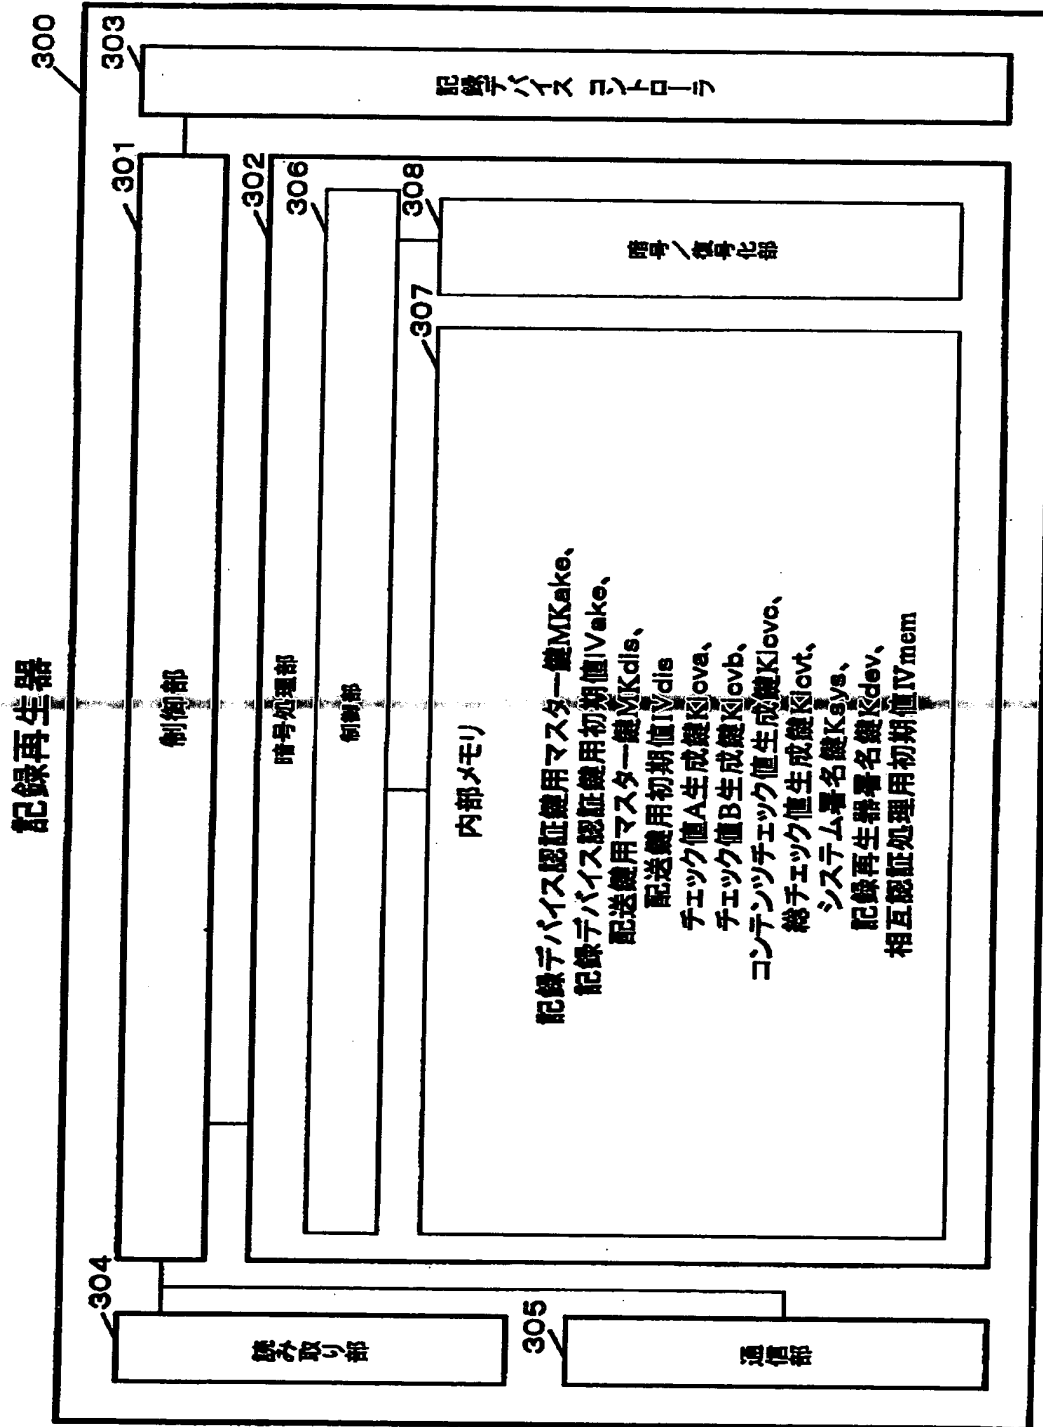 記録再生器
300
301
制御部
303
記録デバイス コントローラ
302
暗号処理部
306
制御部
304
読み取り部
305
通信部
307
内部メモリ
記録デバイス認証鍵用マスター鍵MKake、
記録デバイス認証鍵用初期値IVake、
配送鍵用マスター鍵MKdis、
配送鍵用初期値IVdis
チェック値A生成鍵Kicva、
チェック値B生成鍵Kicvb、
コンテンツチェック値生成鍵Kicvc、
総チェック値生成鍵Kicvt、
システム署名鍵Ksys、
記録再生器署名鍵Kdev、
相互認証処理用初期値IVmem
308
暗号／復号化部